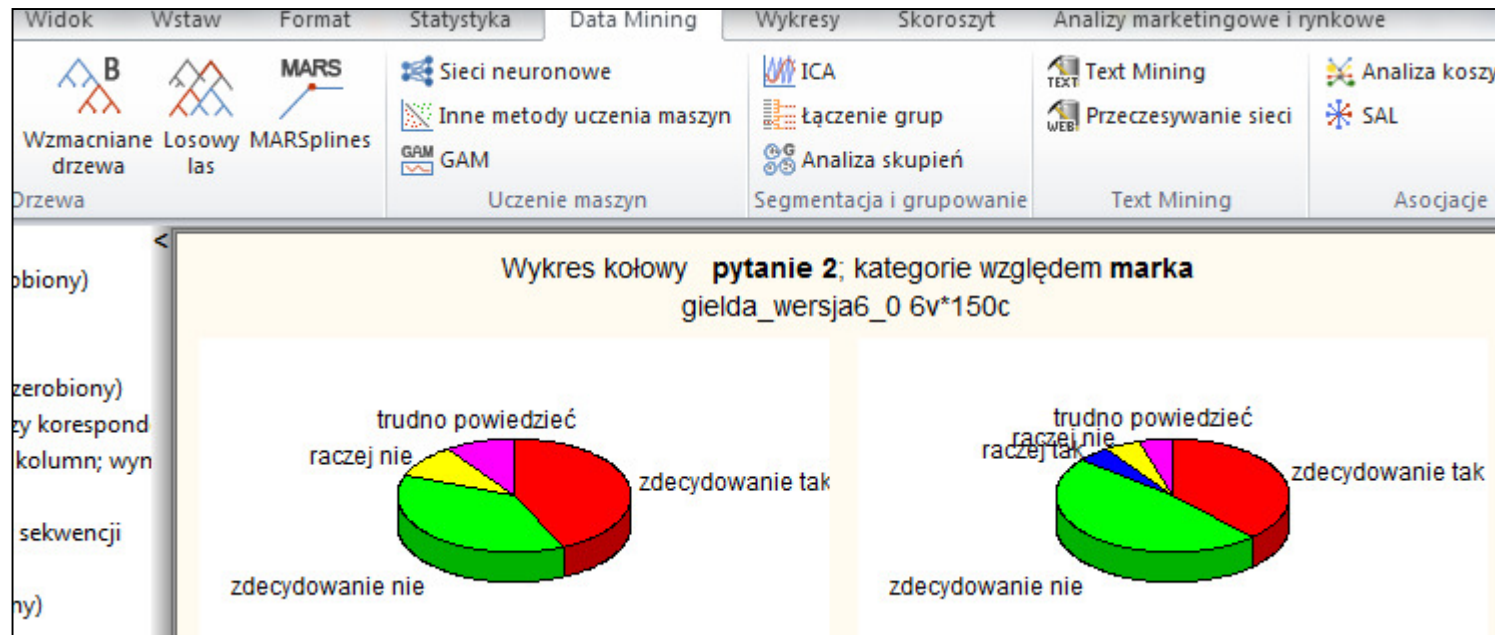 Widok Wstaw Format Statystyka Data Mining Wykresy Skoroszyt Analizy marketingowe i rynkowe
B
Wzmacniane drzewa
Losowy las
MARS
MARSplines
Drzewa
Sieci neuronowe
Inne metody uczenia maszyn
GAM GAM
Uczenie maszyn
ICA
Łączenie grup
G
Analiza skupień
Segmentacja i grupowanie
TEXT Text Mining
WEB Przeczesywanie sieci
Text Mining
Analiza koszy
SAL
Asocjacje
<
obiony)
zerobiony)
zy korespond
kolumn; wyn
sekwencji
ny)
Wykres kołowy pytanie 2; kategorie względem marka
gielda_wersja6_0 6v*150c
trudno powiedzieć
raczej nie
zdecydowanie tak
zdecydowanie nie
trudno powiedzieć
raczej nie
raczej tak
zdecydowanie tak
zdecydowanie nie